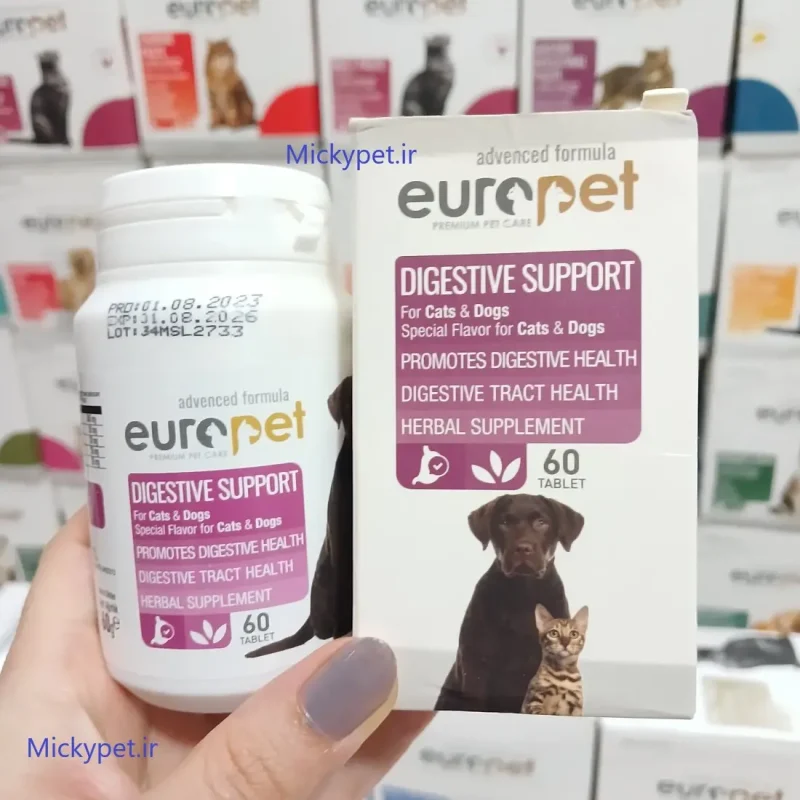 Mickypet.ir
advenced formula
europet
PREMIUM PET CARE
DIGESTIVE SUPPORT
For Cats & Dogs
Special Flavor for Cats & Dogs
PROMOTES DIGESTIVE HEALTH
DIGESTIVE TRACT HEALTH
HERBAL SUPPLEMENT
60
TABLET
PRD:01.08.2023
EXP:31.08.2026
LOT:34MSL2733
advenced formula
europet
PREMIUM PET CARE
DIGESTIVE SUPPORT
For Cats & Dogs
Special Flavor for Cats & Dogs
PROMOTES DIGESTIVE HEALTH
DIGESTIVE TRACT HEALTH
HERBAL SUPPLEMENT
60
TABLET
60g℮
Mickypet.ir
europet
europet